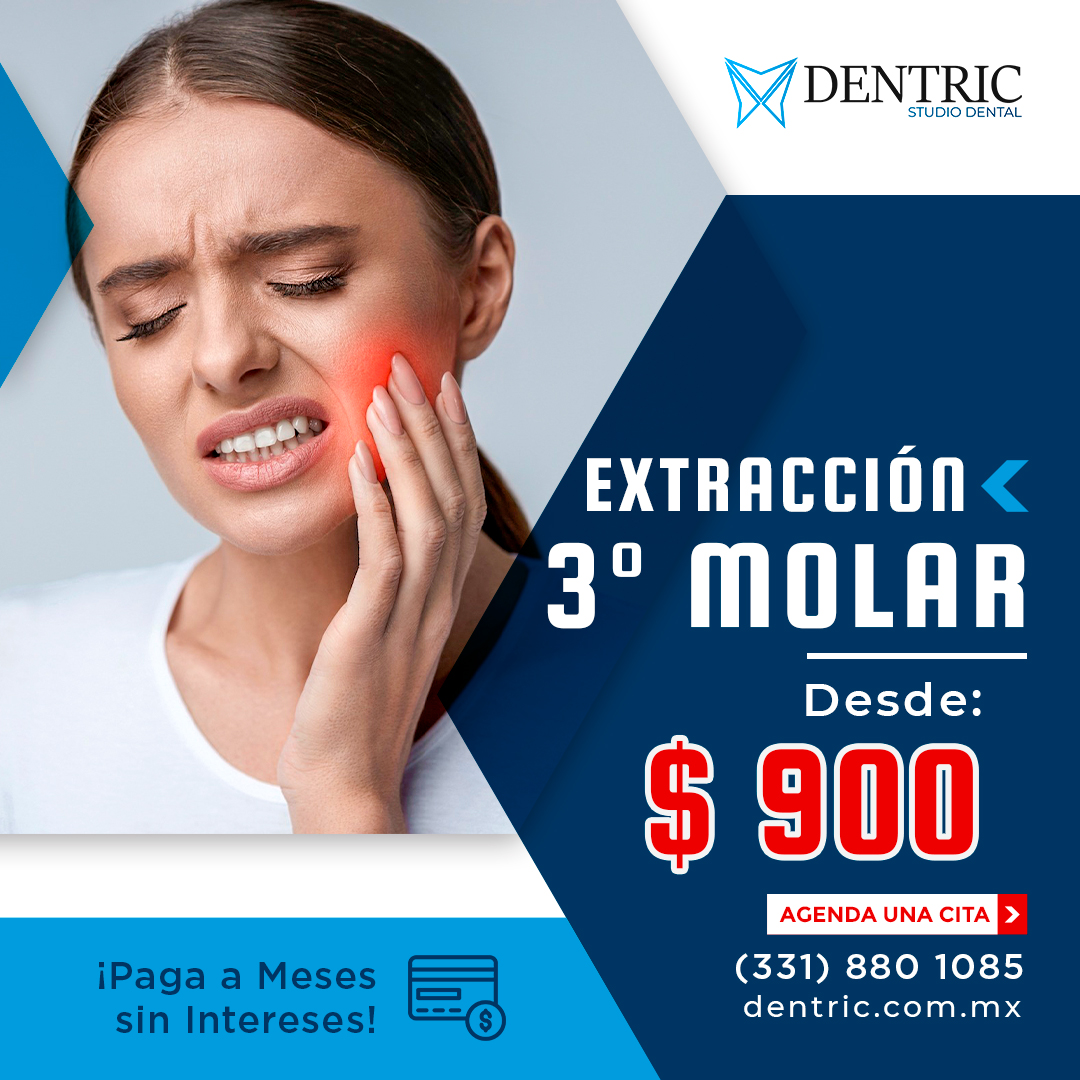 DENTRIC
STUDIO DENTAL
EXTRACCIÓN
3º MOLAR
Desde:
$ 900
AGENDA UNA CITA
(331) 880 1085
dentric.com.mx
¡Paga a Meses
sin Intereses!
$